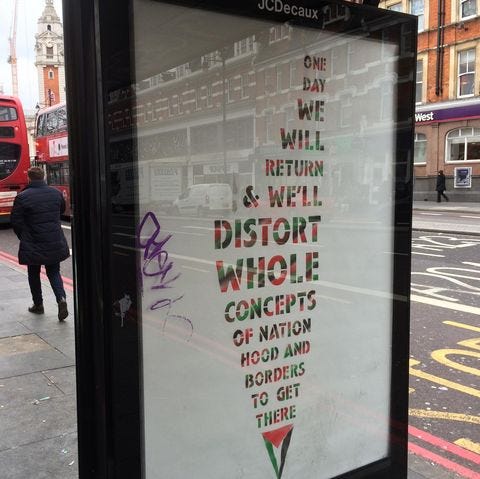 JCDecaux
ONE
DAY
WE
WILL
RETURN
& WE'LL
DISTORT
WHOLE
CONCEPTS
OF NATION
HOOD AND
BORDERS
TO GET
THERE
West